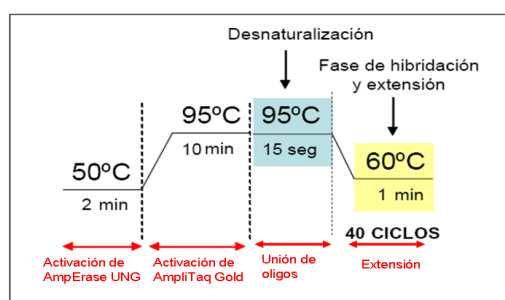 Desnaturalización
Fase de hibridación
y extensión
95ºC
95ºC
10 min
15 seg
50ºC
60ºC
2 min
1 min
40 CICLOS
Activación de
AmpErase UNG
Activación de
AmpliTaq Gold
Unión de
oligos
Extensión